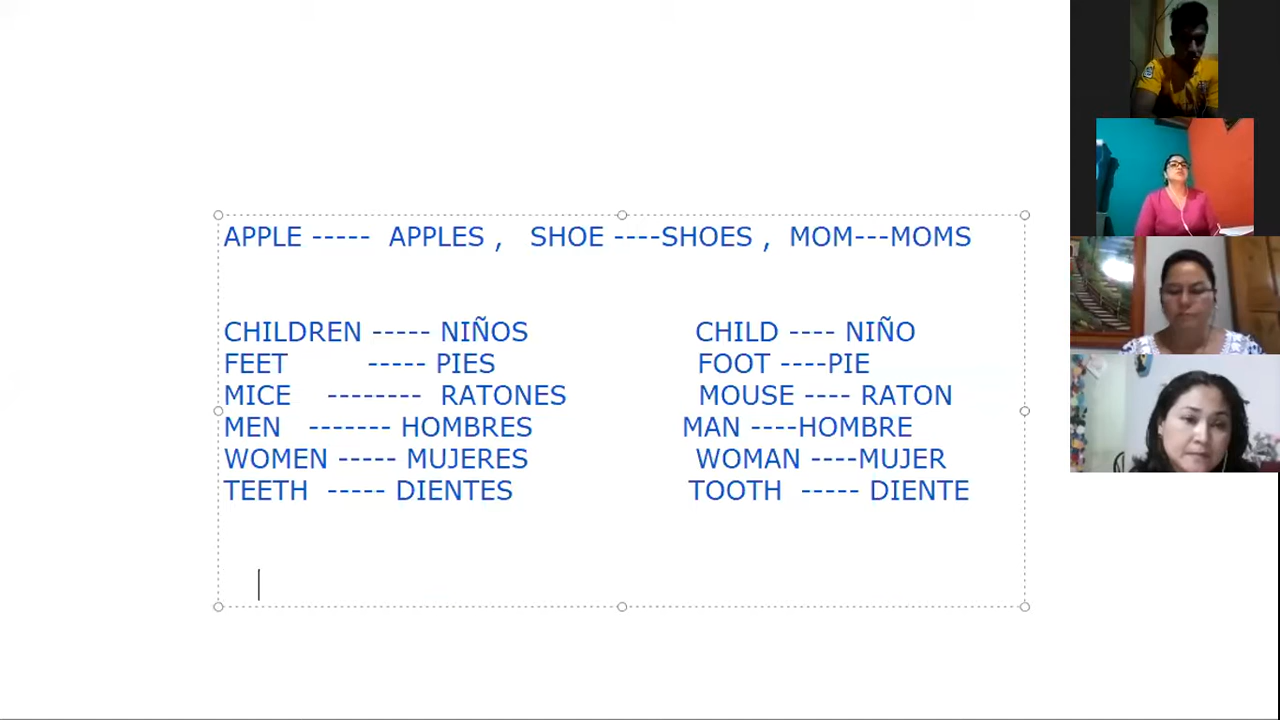 APPLE ----- APPLES , SHOE ----SHOES , MOM---MOMS
CHILDREN ----- NIÑOS CHILD ---- NIÑO
FEET ----- PIES FOOT ----PIE
MICE -------- RATONES MOUSE ---- RATON
MEN ------- HOMBRES MAN ----HOMBRE
WOMEN ----- MUJERES WOMAN ----MUJER
TEETH ----- DIENTES TOOTH ----- DIENTE